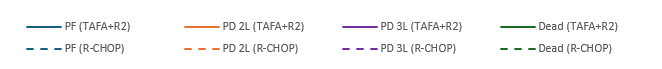 PF (TAFA+R2) PD 2L (TAFA+R2) PD 3L (TAFA+R2) Dead (TAFA+R2)
PF (R-CHOP) PD 2L (R-CHOP) PD 3L (R-CHOP) Dead (R-CHOP)